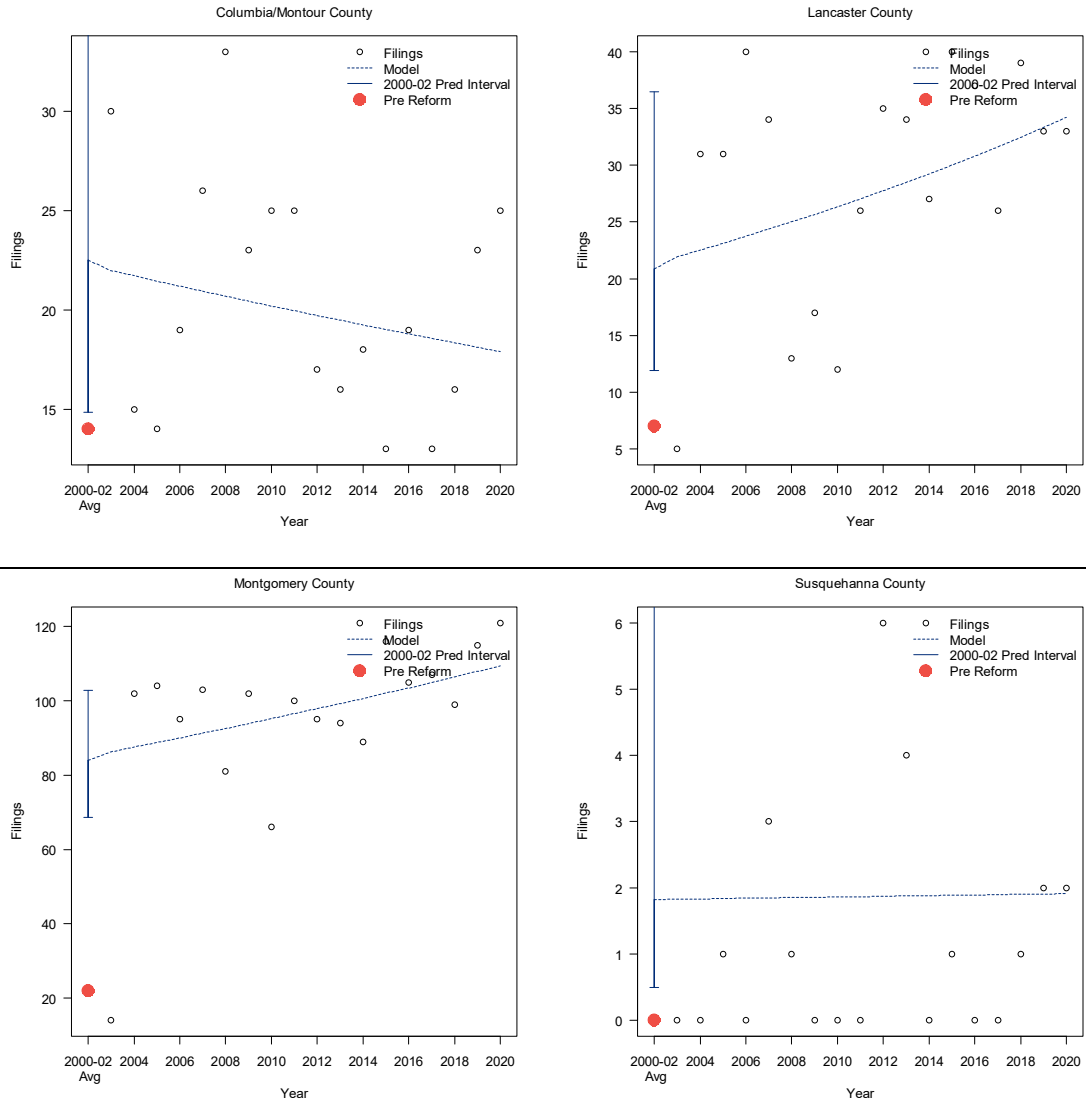 Columbia/Montour County
Filings
Model
2000-02 Pred Interval
Pre Reform
30
25
20
15
Filings
2000-02 2004 2006 2008 2010 2012 2014 2016 2018 2020
Avg
Year
Lancaster County
Filings
Model
2000-02 Pred Interval
Pre Reform
40
35
30
25
20
15
10
5
Filings
2000-02 2004 2006 2008 2010 2012 2014 2016 2018 2020
Avg
Year
Montgomery County
Filings
Model
2000-02 Pred Interval
Pre Reform
120
100
80
60
40
20
Filings
2000-02 2004 2006 2008 2010 2012 2014 2016 2018 2020
Avg
Year
Susquehanna County
Filings
Model
2000-02 Pred Interval
Pre Reform
6
5
4
3
2
1
0
Filings
2000-02 2004 2006 2008 2010 2012 2014 2016 2018 2020
Avg
Year